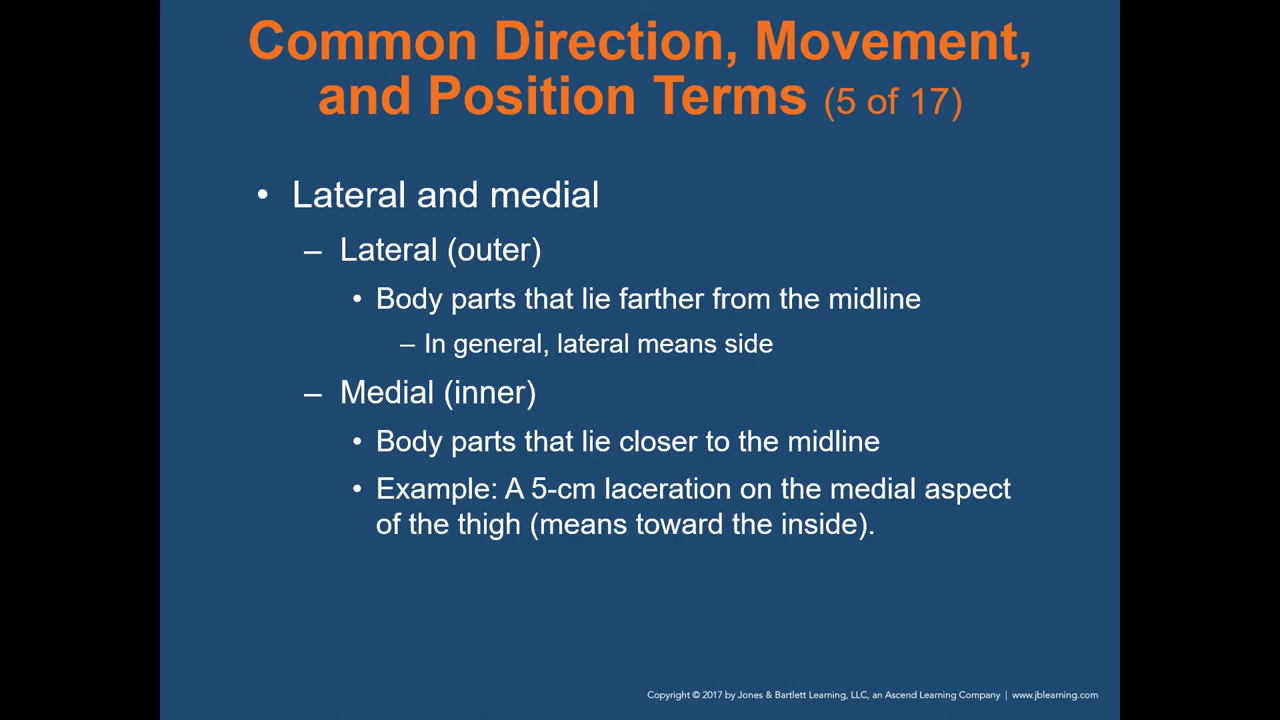 Common Direction, Movement,
and Position Terms (5 of 17)
• Lateral and medial
– Lateral (outer)
• Body parts that lie farther from the midline
– In general, lateral means side
– Medial (inner)
• Body parts that lie closer to the midline
• Example: A 5-cm laceration on the medial aspect
of the thigh (means toward the inside).
Copyright © 2017 by Jones & Bartlett Learning, LLC, an Ascend Learning Company | www.jblearning.com